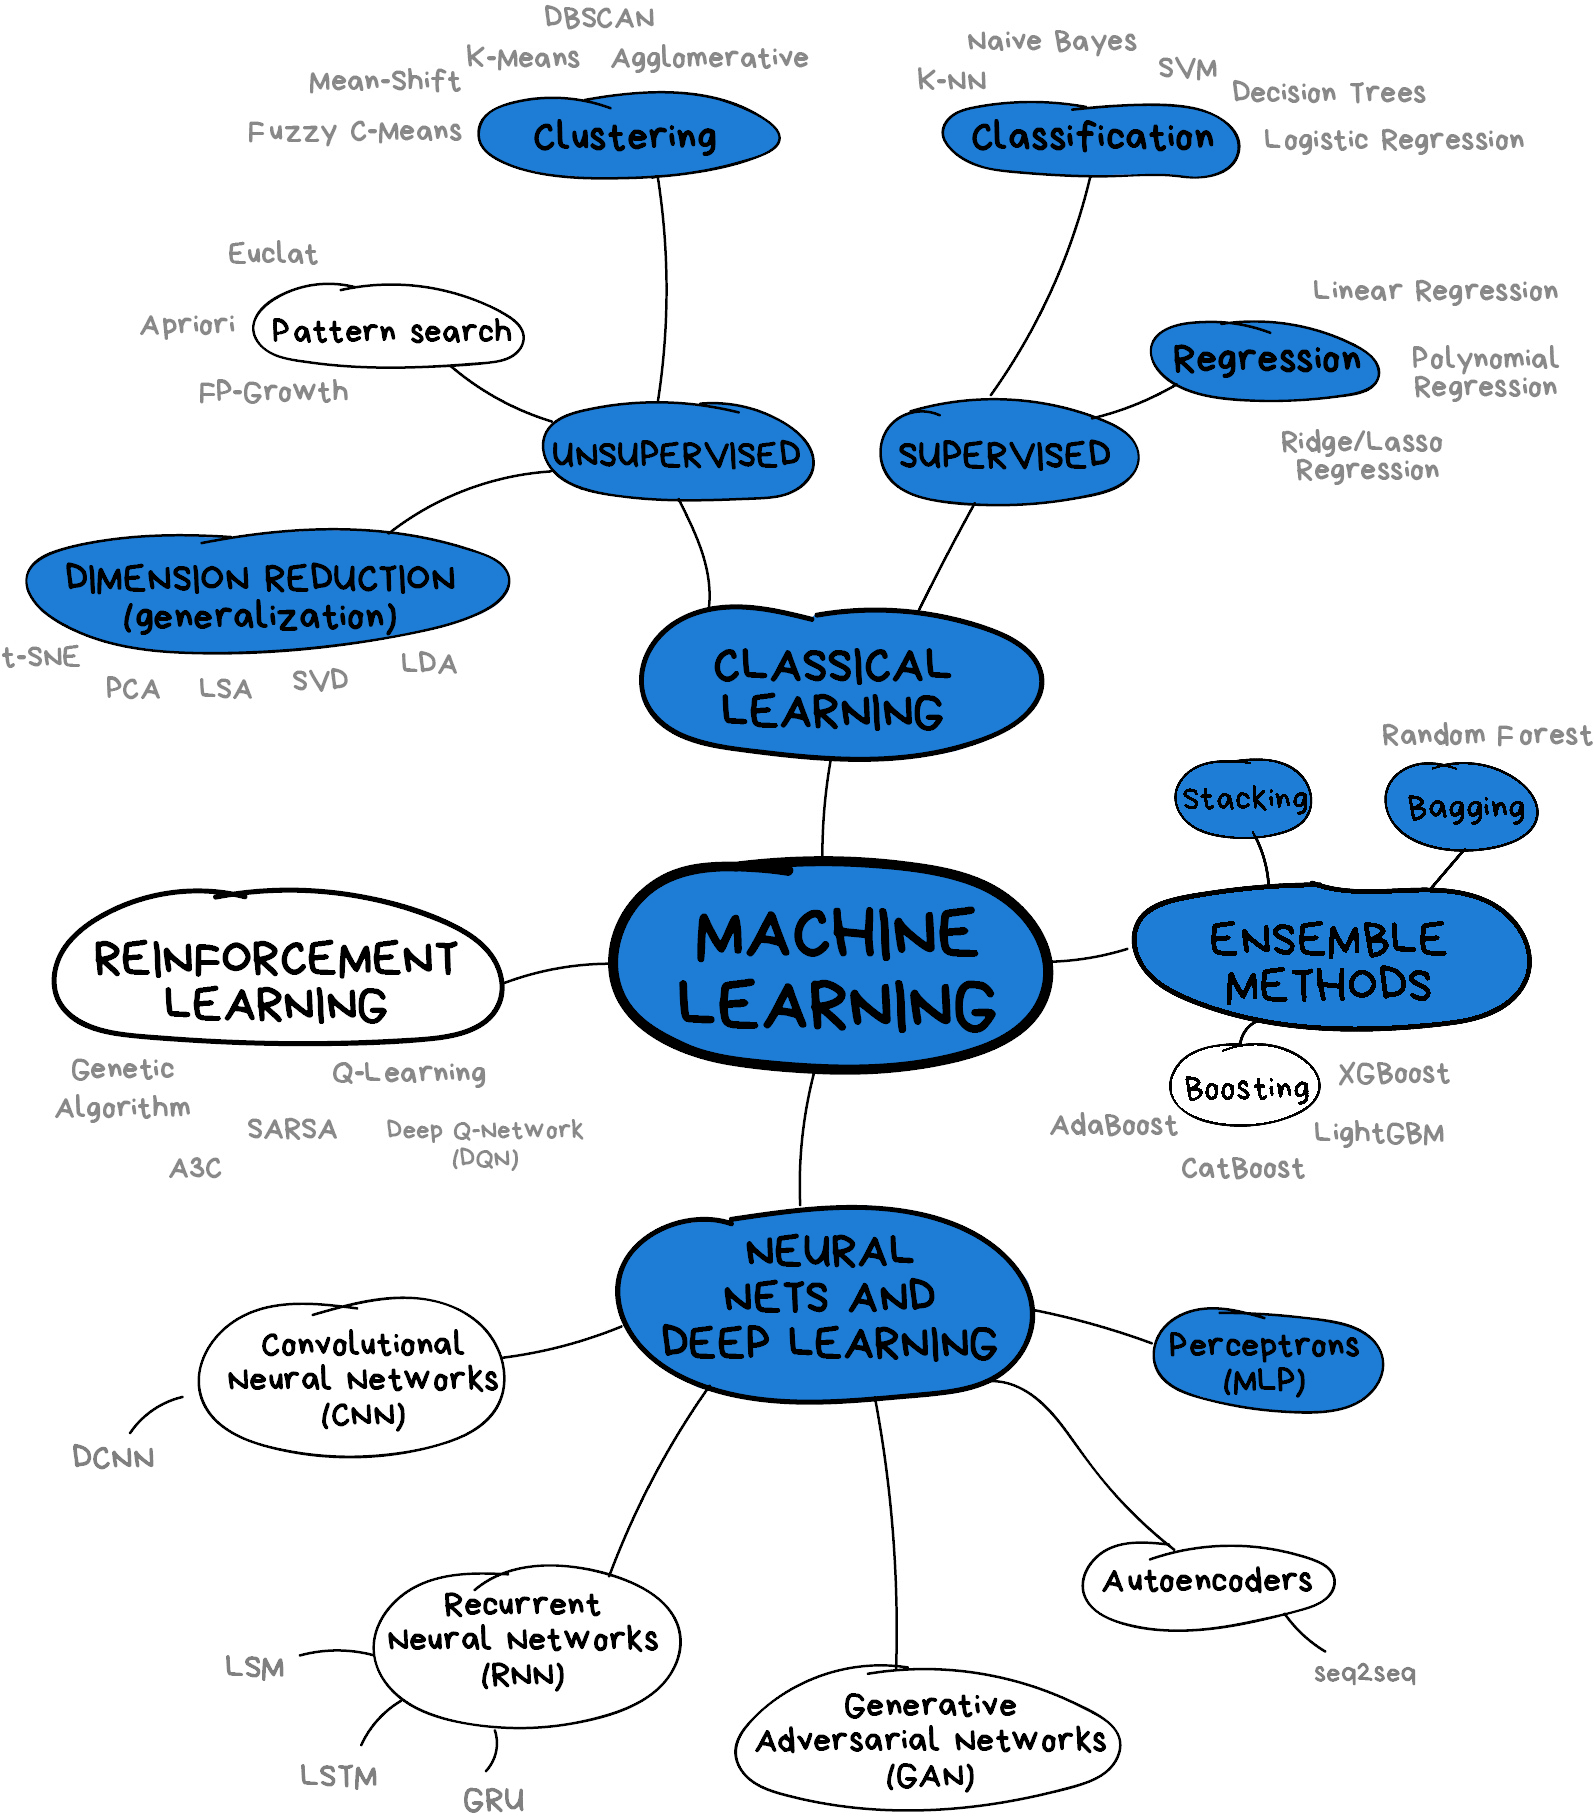 DBSCAN
K-Means
Agglomerative
Mean-Shift
Fuzzy C-Means
Clustering
Naive Bayes
K-NN
SVM
Decision Trees
Classification
Logistic Regression
Euclat
Apriori
Pattern search
FP-Growth
Linear Regression
Regression
Polynomial
Regression
Ridge/Lasso
Regression
UNSUPERVISED
SUPERVISED
DIMENSION REDUCTION
(generalization)
t-SNE
PCA
LSA
SVD
LDA
CLASSICAL
LEARNING
Random Forest
Stacking
Bagging
REINFORCEMENT
LEARNING
MACHINE
LEARNING
ENSEMBLE
METHODS
Genetic
Algorithm
Q-Learning
SARSA
Deep Q-Network
(DQN)
A3C
Boosting
XGBoost
AdaBoost
LightGBM
CatBoost
NEURAL
NETS AND
DEEP LEARNING
Convolutional
Neural Networks
(CNN)
DCNN
Perceptrons
(MLP)
Recurrent
Neural Networks
(RNN)
LSM
LSTM
GRU
Generative
Adversarial Networks
(GAN)
Autoencoders
seq2seq